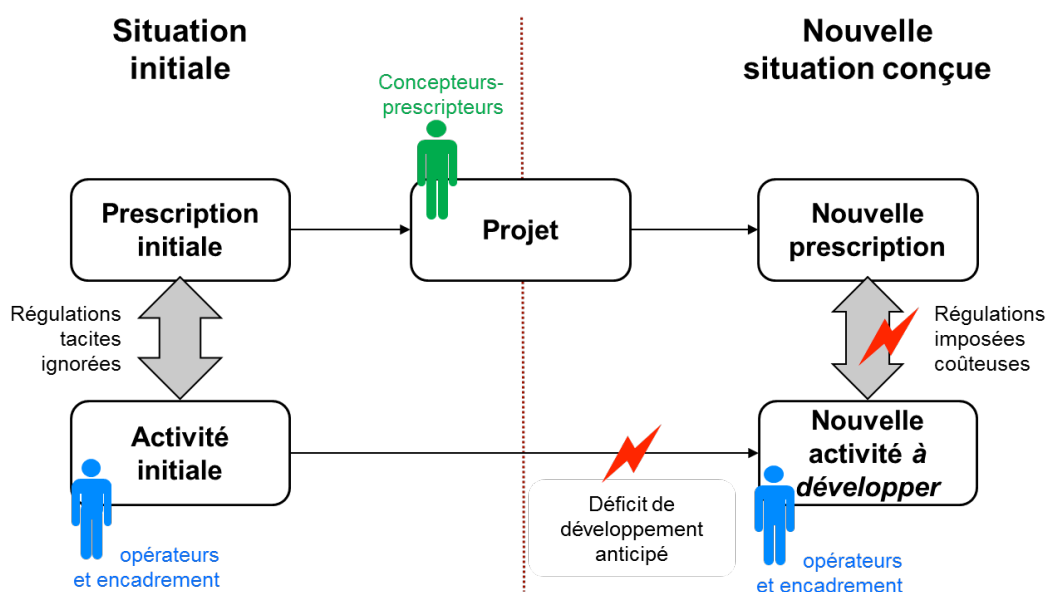 Situation
initiale
Nouvelle
situation conçue
Concepteurs-
prescripteurs
Prescription
initiale
Projet
Nouvelle
prescription
Régulations
tacites
ignorées
Régulations
imposées
coûteuses
Activité
initiale
Nouvelle
activité à
développer
Déficit de
développement
anticipé
opérateurs
et encadrement
opérateurs
et encadrement